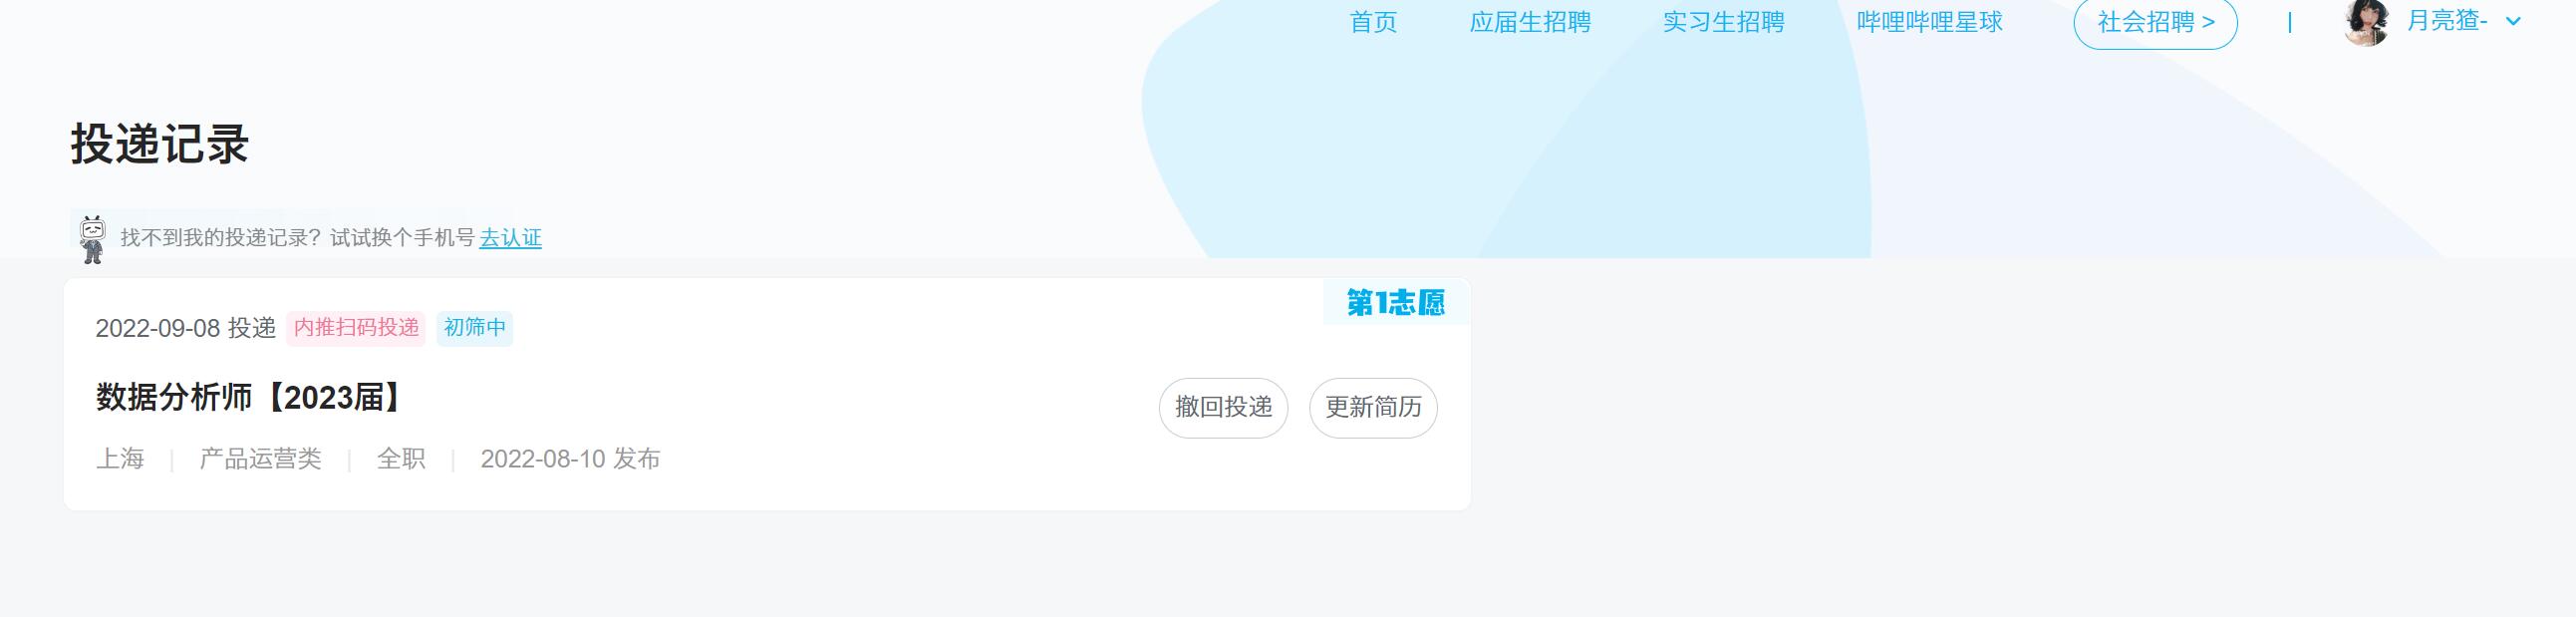 首页 应届生招聘 实习生招聘 哔哩哔哩星球 社会招聘 > 月亮猹-
投递记录
找不到我的投递记录？试试换个手机号 去认证
第1志愿
2022-09-08 投递 内推扫码投递 初筛中
数据分析师【2023届】
撤回投递 更新简历
上海 | 产品运营类 | 全职 | 2022-08-10 发布